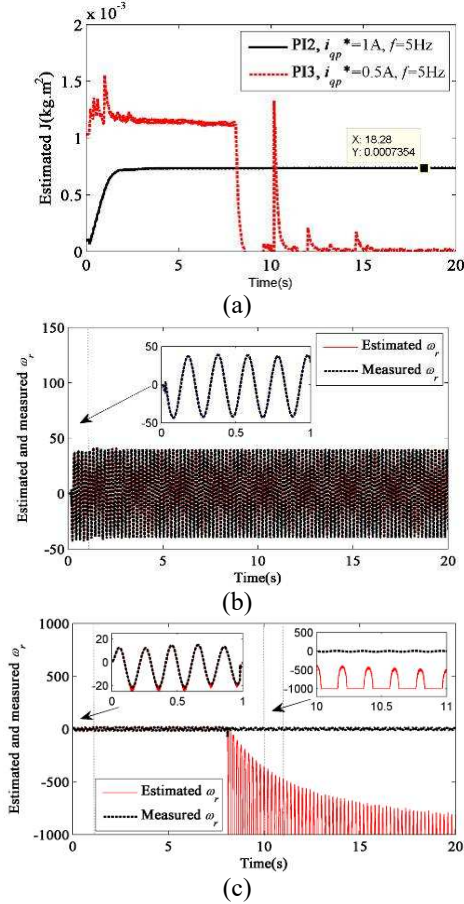 x 10⁻³
2
1.5
1
0.5
0
Estimated J(kg.m²)
PI2, i_qp*=1A, f=5Hz
PI3, i_qp*=0.5A, f=5Hz
X: 18.28
Y: 0.0007354
0 5 10 15 20
Time(s)
(a)
150
100
50
0
-50
Estimated and measured ω_r
50
0
-50
0 0.5 1
Estimated ω_r
Measured ω_r
0 5 10 15 20
Time(s)
(b)
1000
500
0
-500
-1000
Estimated and measured ω_r
20
0
-20
0 0.5 1
0
-500
-1000
10 10.5 11
Estimated ω_r
Measured ω_r
0 5 10 15 20
Time(s)
(c)